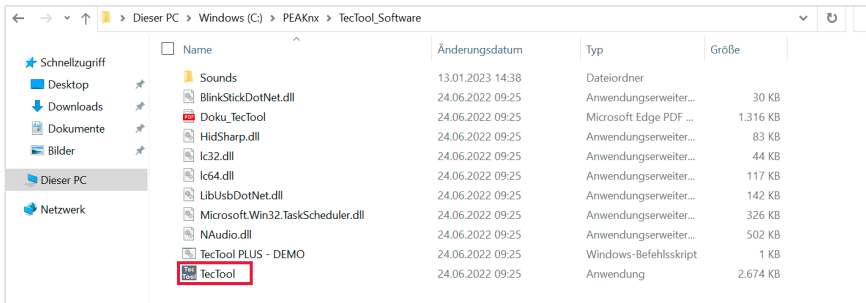 Dieser PC > Windows (C:) > PEAKnx > TecTool_Software
Name Änderungsdatum Typ Größe
Schnellzugriff
Desktop
Downloads
Dokumente
Bilder
Dieser PC
Netzwerk
Sounds 13.01.2023 14:38 Dateiordner
BlinkStickDotNet.dll 24.06.2022 09:25 Anwendungserweiter... 30 KB
PDF Doku_TecTool 24.06.2022 09:25 Microsoft Edge PDF ... 1.316 KB
HidSharp.dll 24.06.2022 09:25 Anwendungserweiter... 83 KB
lc32.dll 24.06.2022 09:25 Anwendungserweiter... 44 KB
lc64.dll 24.06.2022 09:25 Anwendungserweiter... 117 KB
LibUsbDotNet.dll 24.06.2022 09:25 Anwendungserweiter... 142 KB
Microsoft.Win32.TaskScheduler.dll 24.06.2022 09:25 Anwendungserweiter... 326 KB
NAudio.dll 24.06.2022 09:25 Anwendungserweiter... 502 KB
TecTool PLUS - DEMO 24.06.2022 09:25 Windows-Befehlsskript 1 KB
Tec Tool TecTool 24.06.2022 09:25 Anwendung 2.674 KB